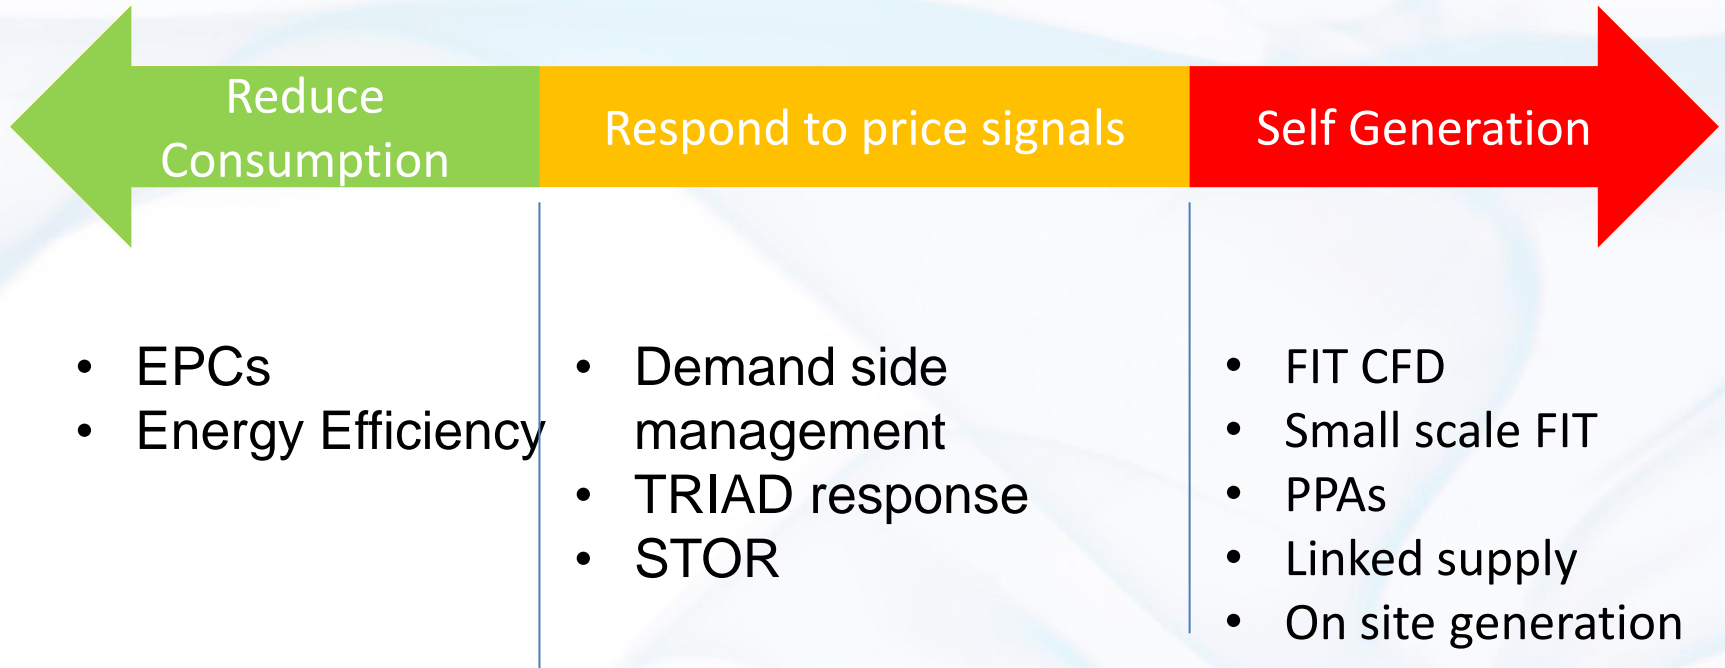 Reduce
Consumption
Respond to price signals
Self Generation
• EPCs
• Energy Efficiency
• Demand side
management
• TRIAD response
• STOR
• FIT CFD
• Small scale FIT
• PPAs
• Linked supply
• On site generation